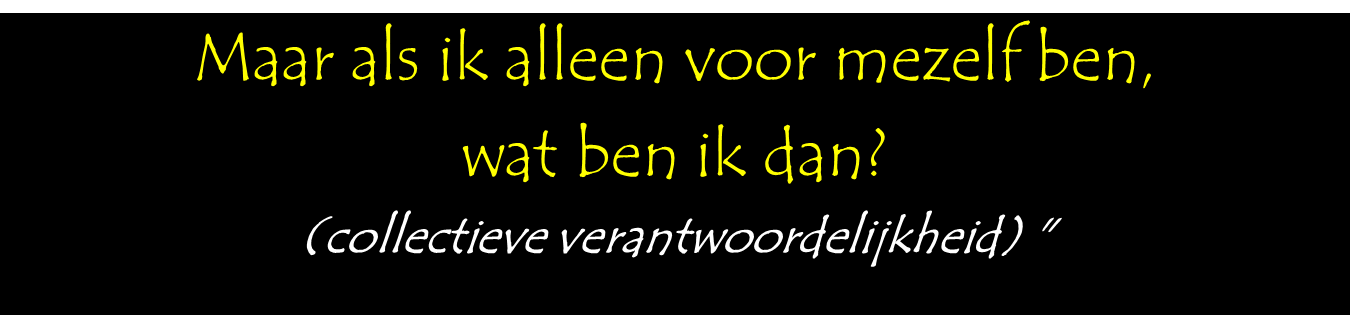 Maar als ik alleen voor mezelf ben,
wat ben ik dan?
(collectieve verantwoordelijkheid) “